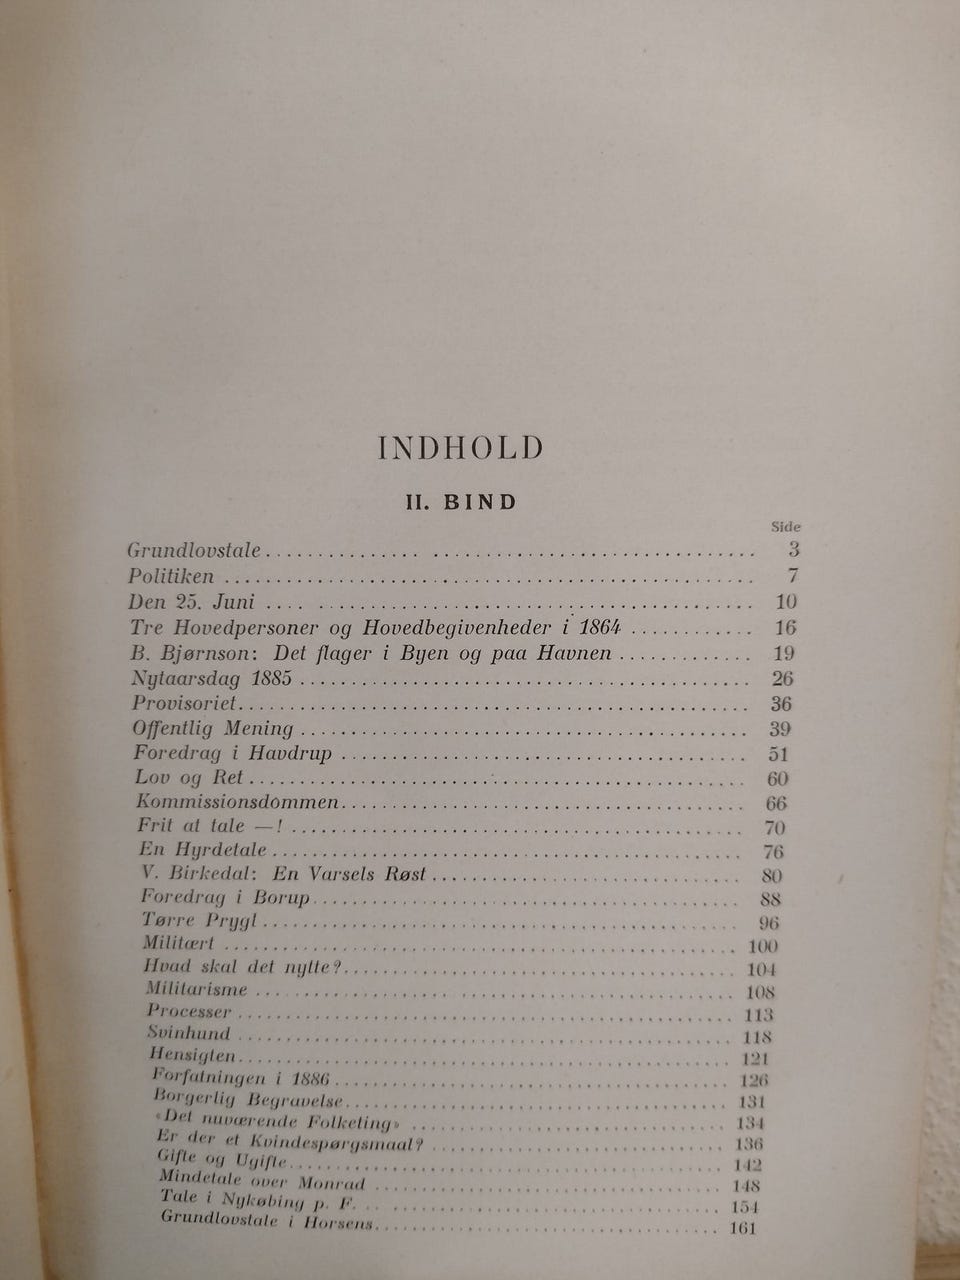 INDHOLD
II. BIND
Side
Grundlovstale 3
Politiken 7
Den 25. Juni 10
Tre Hovedpersoner og Hovedbegivenheder i 1864 16
B. Bjørnson: Det flager i Byen og paa Havnen 19
Nytaarsdag 1885 26
Provisoriet 36
Offentlig Mening 39
Foredrag i Havdrup 51
Lov og Ret 60
Kommissionsdommen 66
Frit at tale —! 70
En Hyrdetale 76
V. Birkedal: En Varsels Røst 80
Foredrag i Borup 88
Tørre Prygl 96
Militært 100
Hvad skal det nytte? 104
Militarisme 108
Processer 113
Svinhund 118
Hensigten 121
Forfatningen i 1886 126
Borgerlig Begravelse 131
«Det nuværende Folketing» 134
Er der et Kvindespørgsmaal? 136
Gifte og Ugifte 142
Mindetale over Monrad 148
Tale i Nykøbing p. F. 154
Grundlovstale i Horsens 161